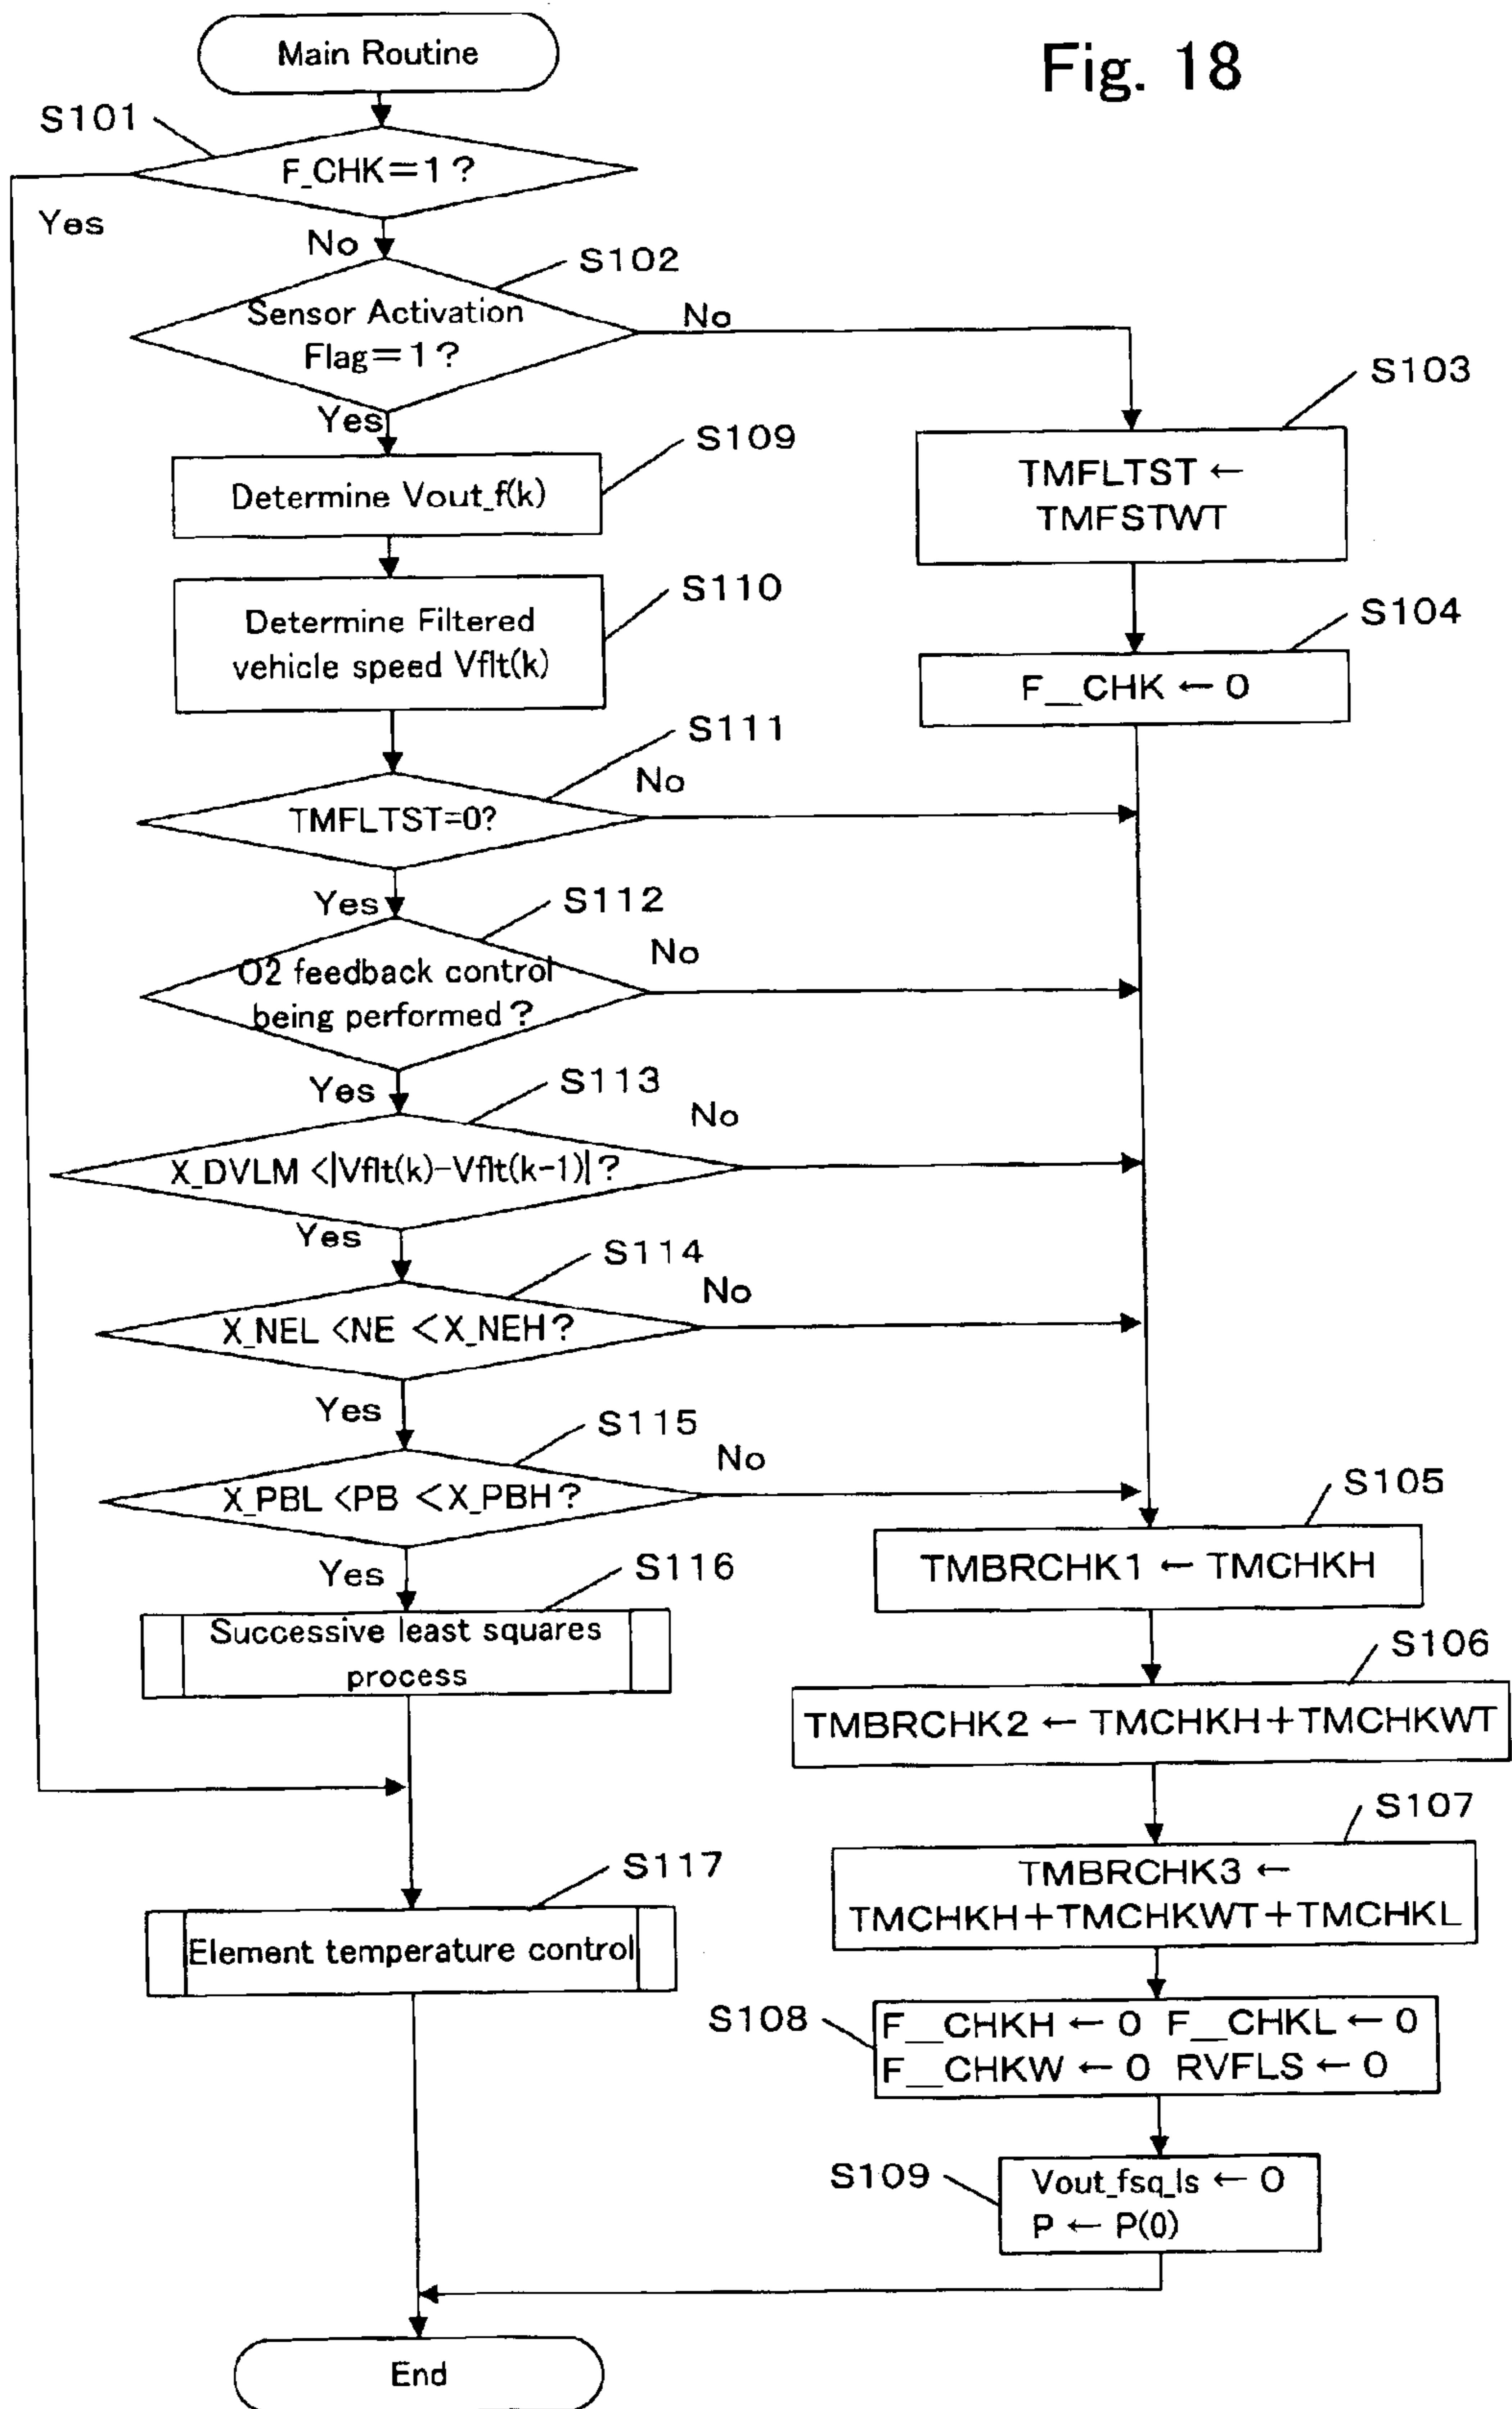 Fig. 18
Main Routine
S101
F_CHK=1?
Yes
No
S102
Sensor Activation
Flag=1?
No
Yes
S103
TMFLTST ←
TMFSTWT
S109
Determine Vout_f(k)
S104
F__CHK ← 0
S110
Determine Filtered
vehicle speed Vflt(k)
S111
TMFLTST=0?
No
Yes
S112
O2 feedback control
being performed?
No
Yes
S113
X_DVLM <|Vflt(k)-Vflt(k-1)|?
No
Yes
S114
X_NEL <NE <X_NEH?
No
Yes
S115
X_PBL <PB <X_PBH?
No
Yes
S105
TMBRCHK1 ← TMCHKH
S116
Successive least squares
process
S106
TMBRCHK2 ← TMCHKH+TMCHKWT
S107
TMBRCHK3 ←
TMCHKH+TMCHKWT+TMCHKL
S117
Element temperature control
S108
F__CHKH ← 0 F__CHKL ← 0
F__CHKW ← 0 RVFLS ← 0
S109
Vout_fsq_ls ← 0
P ← P(0)
End